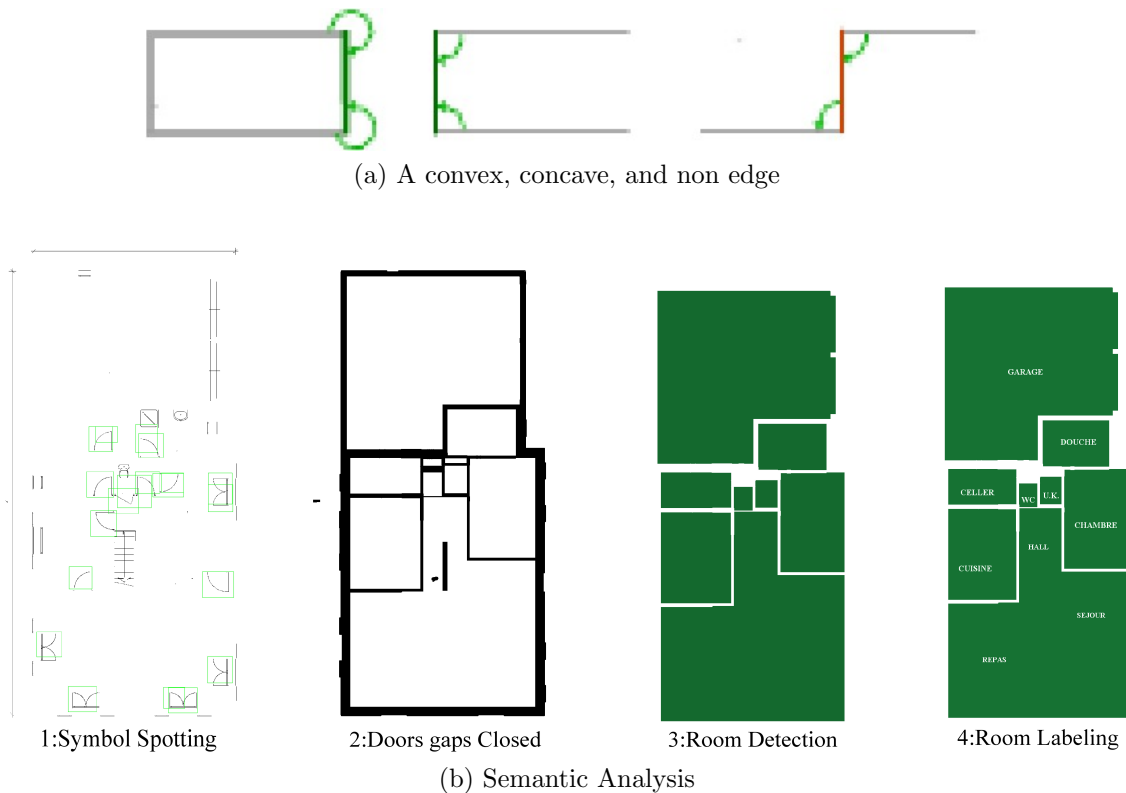 (a) A convex, concave, and non edge
GARAGE
DOUCHE
CELLER
WC
U.K.
CHAMBRE
HALL
CUISINE
SEJOUR
REPAS
1:Symbol Spotting
2:Doors gaps Closed
3:Room Detection
4:Room Labeling
(b) Semantic Analysis